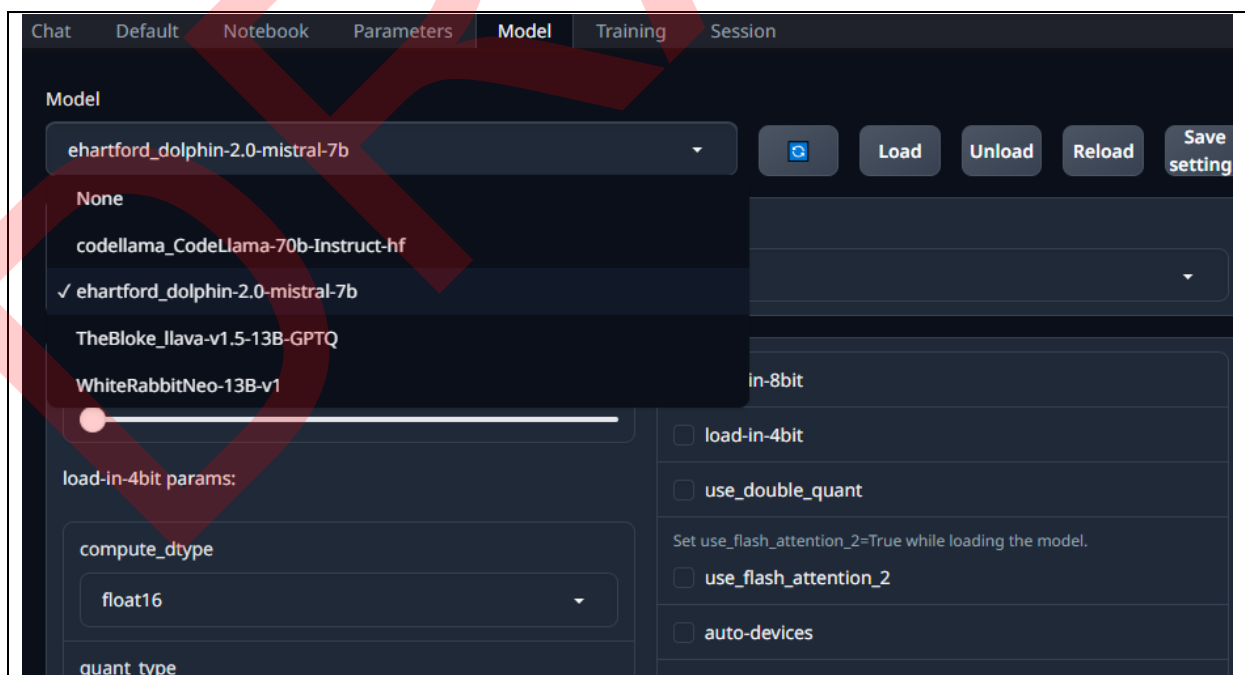 Chat Default Notebook Parameters Model Training Session
Model
ehartford_dolphin-2.0-mistral-7b
Load Unload Reload Save
setting
None
codellama_CodeLlama-70b-Instruct-hf
✓ ehartford_dolphin-2.0-mistral-7b
TheBloke_llava-v1.5-13B-GPTQ
WhiteRabbitNeo-13B-v1
in-8bit
load-in-4bit
load-in-4bit params:
use_double_quant
compute_dtype
Set use_flash_attention_2=True while loading the model.
use_flash_attention_2
float16
auto-devices
quant_type